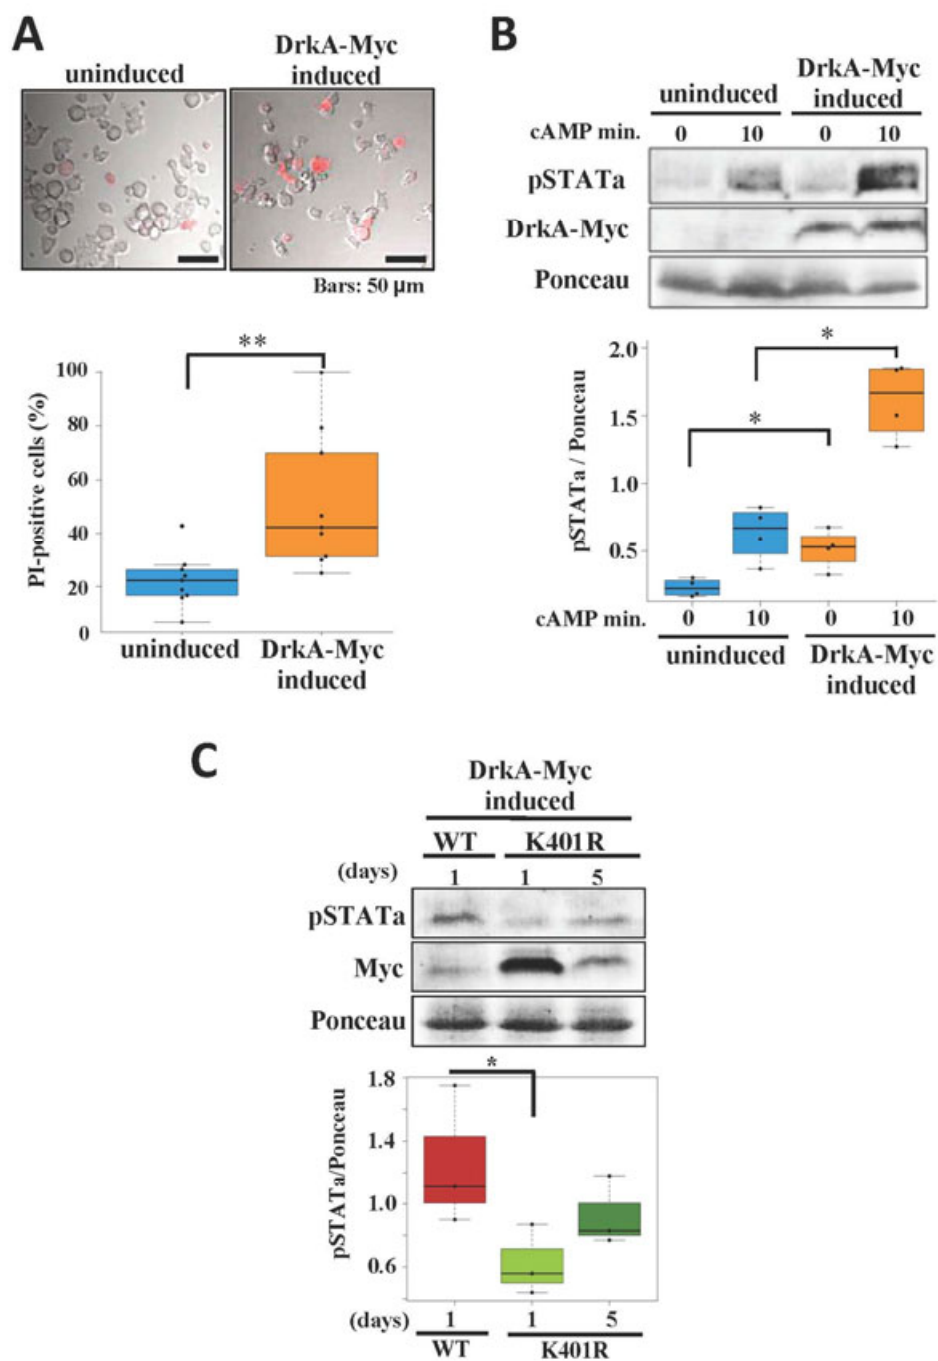 A
uninduced
DrkA-Myc
induced
Bars: 50 μm
**
100
80
60
40
20
0
PI-positive cells (%)
uninduced
DrkA-Myc
induced
B
uninduced
DrkA-Myc
induced
cAMP min.
0 10 0 10
pSTATa
DrkA-Myc
Ponceau
*
*
2.0
1.5
1.0
0.5
pSTATa / Ponceau
cAMP min.
0 10 0 10
uninduced
DrkA-Myc
induced
C
DrkA-Myc
induced
WT K401R
(days) 1 1 5
pSTATa
Myc
Ponceau
*
1.8
1.4
1.0
0.6
pSTATa/Ponceau
(days) 1 1 5
WT K401R